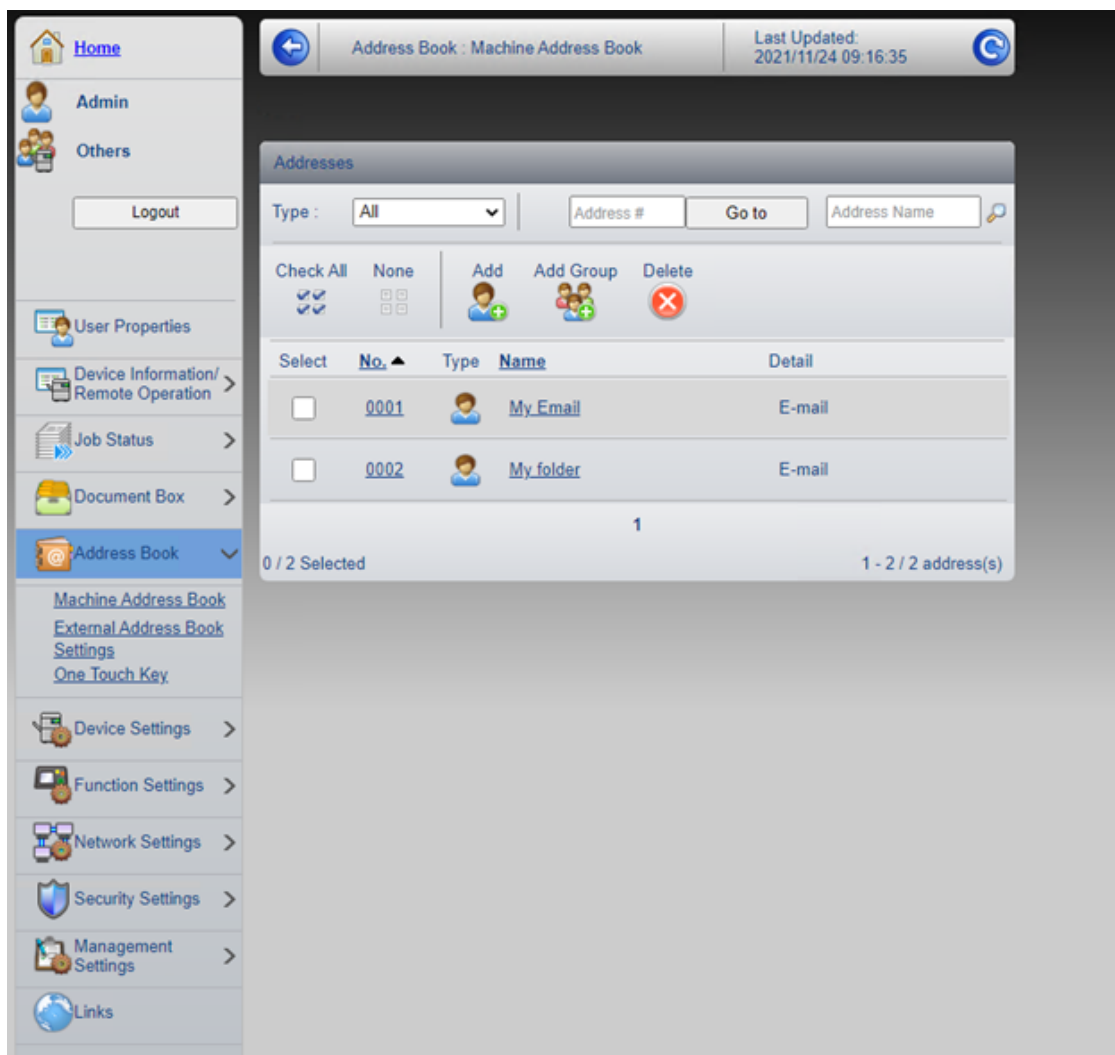 Home
Admin
Others
Logout
User Properties
Device Information/
Remote Operation
Job Status
Document Box
Address Book
Machine Address Book
External Address Book
Settings
One Touch Key
Device Settings
Function Settings
Network Settings
Security Settings
Management
Settings
Links
Address Book : Machine Address Book
Last Updated:
2021/11/24 09:16:35
Addresses
Type : All Address # Go to Address Name
Check All None Add Add Group Delete
Select No. Type Name Detail
0001 My Email E-mail
0002 My folder E-mail
1
0 / 2 Selected 1 - 2 / 2 address(s)